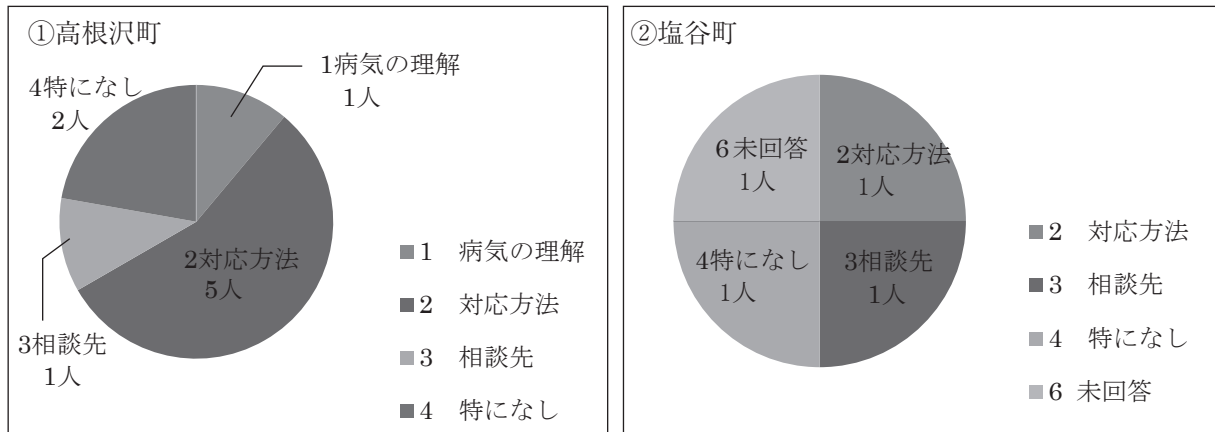 ①高根沢町
1病気の理解
1人
4特になし
2人
2対応方法
5人
3相談先
1人
1 病気の理解
2 対応方法
3 相談先
4 特になし
②塩谷町
6未回答
1人
2対応方法
1人
4特になし
1人
3相談先
1人
2 対応方法
3 相談先
4 特になし
6 未回答